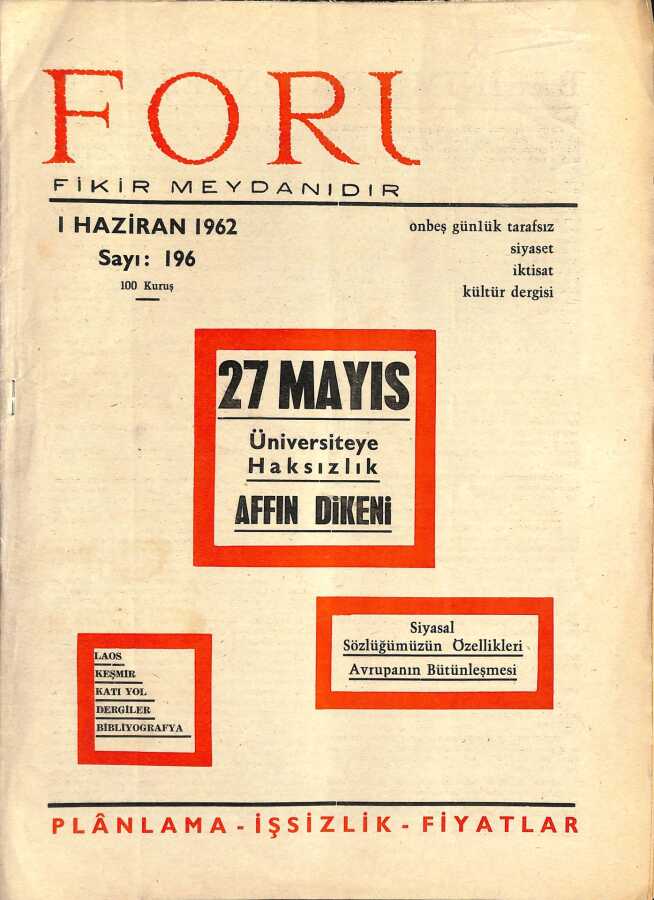 FORU
FİKİR MEYDANIDIR
1 HAZİRAN 1962
Sayı: 196
100 Kuruş
onbeş günlük tarafsız
siyaset
iktisat
kültür dergisi
27 MAYIS
Üniversiteye
Haksızlık
AFFIN DİKENİ
Siyasal
Sözlüğümüzün Özellikleri
Avrupanın Bütünleşmesi
LAOS
KEŞMİR
KATI YOL
DERGİLER
BİBLİYOGRAFYA
PLÂNLAMA - İŞSİZLİK - FİYATLAR